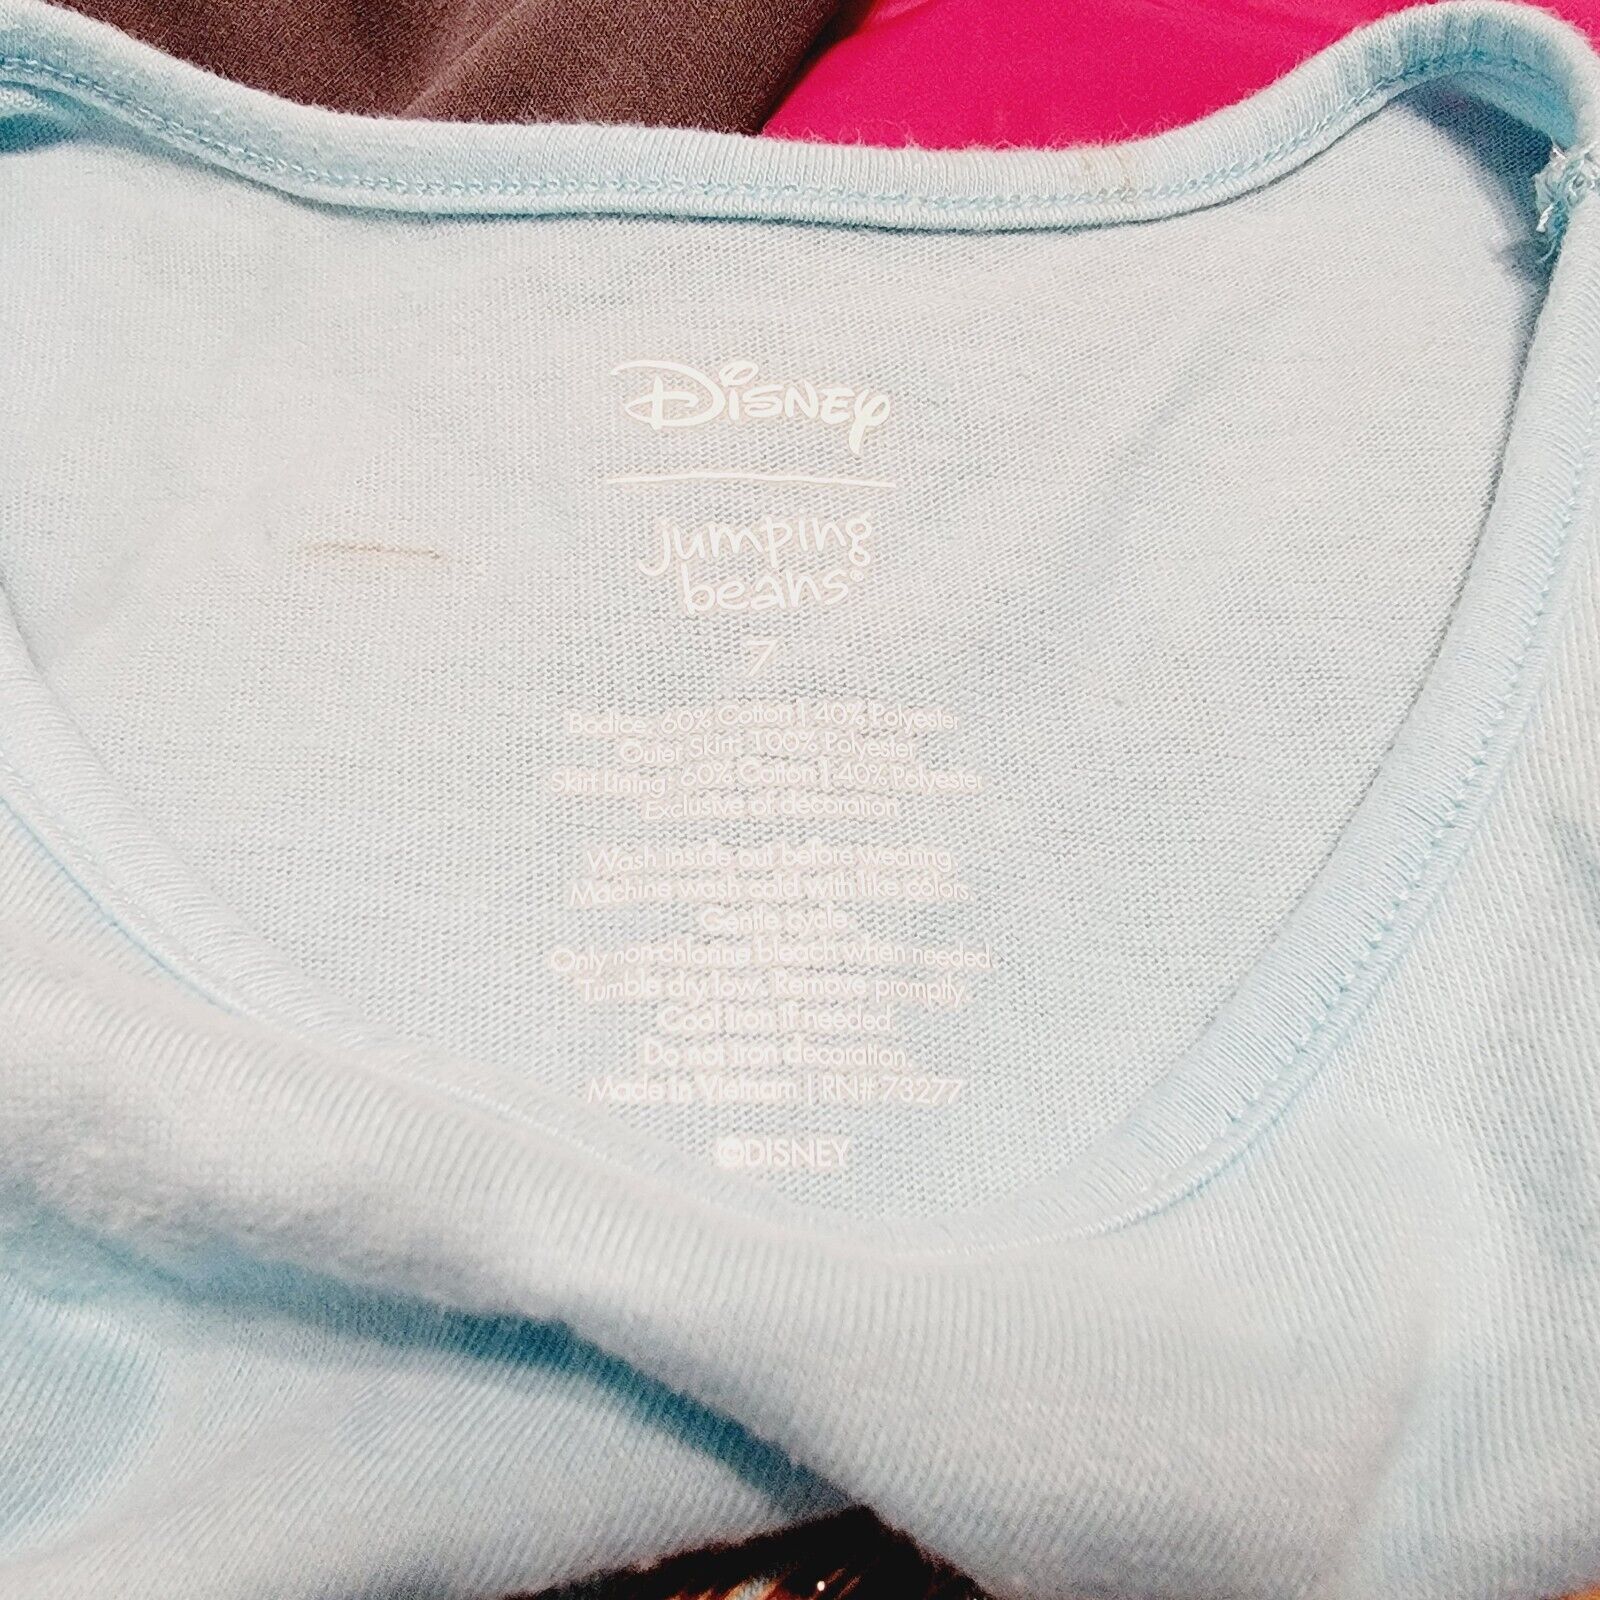 Disney
jumping
beans®
7
Bodice: 60% Cotton | 40% Polyester
Outer Skirt: 100% Polyester
Skirt Lining: 60% Cotton | 40% Polyester
Exclusive of decoration
Wash inside out before wearing.
Machine wash cold with like colors.
Gentle cycle.
Only non-chlorine bleach when needed.
Tumble dry low. Remove promptly.
Cool iron if needed.
Do not iron decoration.
Made in Vietnam | RN# 73277
©DISNEY